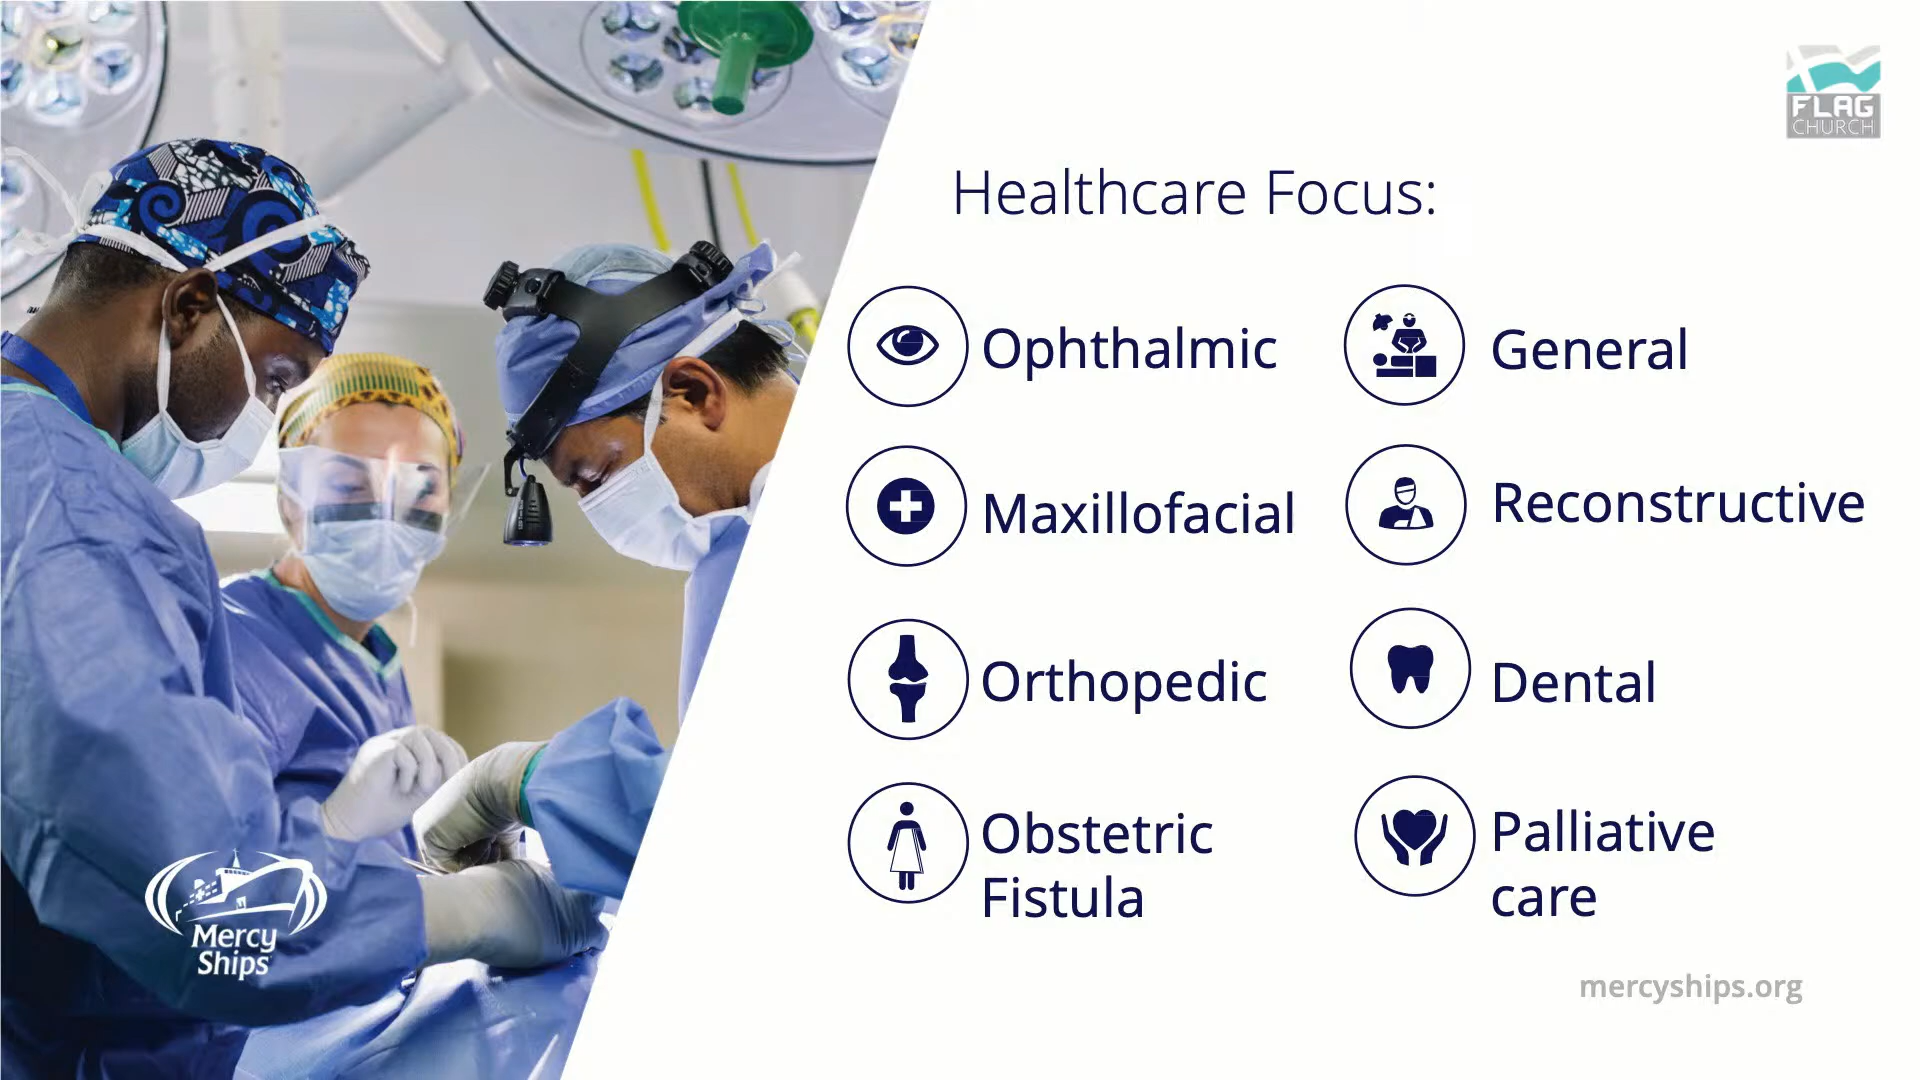 FLAG
CHURCH
Healthcare Focus:
Ophthalmic
General
Maxillofacial
Reconstructive
Orthopedic
Dental
Obstetric
Fistula
Palliative
care
Mercy
Ships
mercyships.org